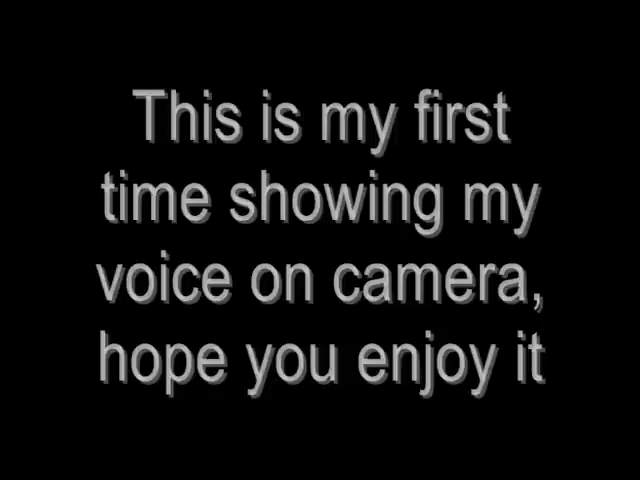 This is my first
time showing my
voice on camera,
hope you enjoy it